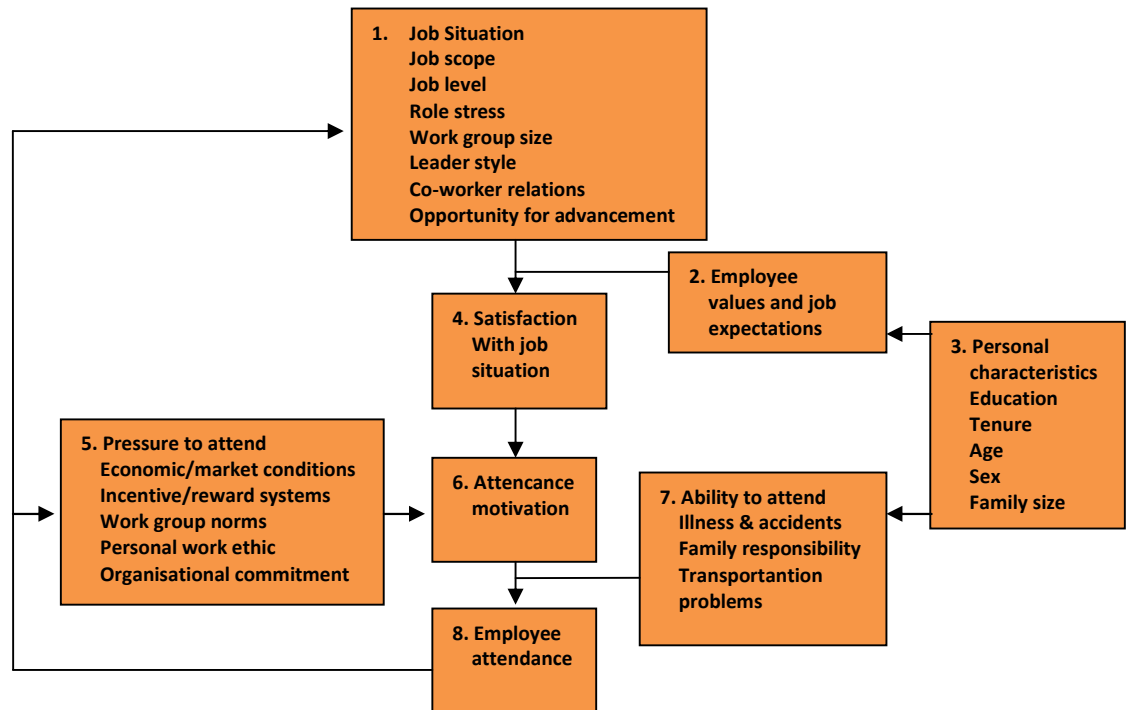 1. Job Situation
Job scope
Job level
Role stress
Work group size
Leader style
Co-worker relations
Opportunity for advancement
2. Employee
values and job
expectations
3. Personal
characteristics
Education
Tenure
Age
Sex
Family size
4. Satisfaction
With job
situation
5. Pressure to attend
Economic/market conditions
Incentive/reward systems
Work group norms
Personal work ethic
Organisational commitment
6. Attencance
motivation
7. Ability to attend
Illness & accidents
Family responsibility
Transportantion
problems
8. Employee
attendance